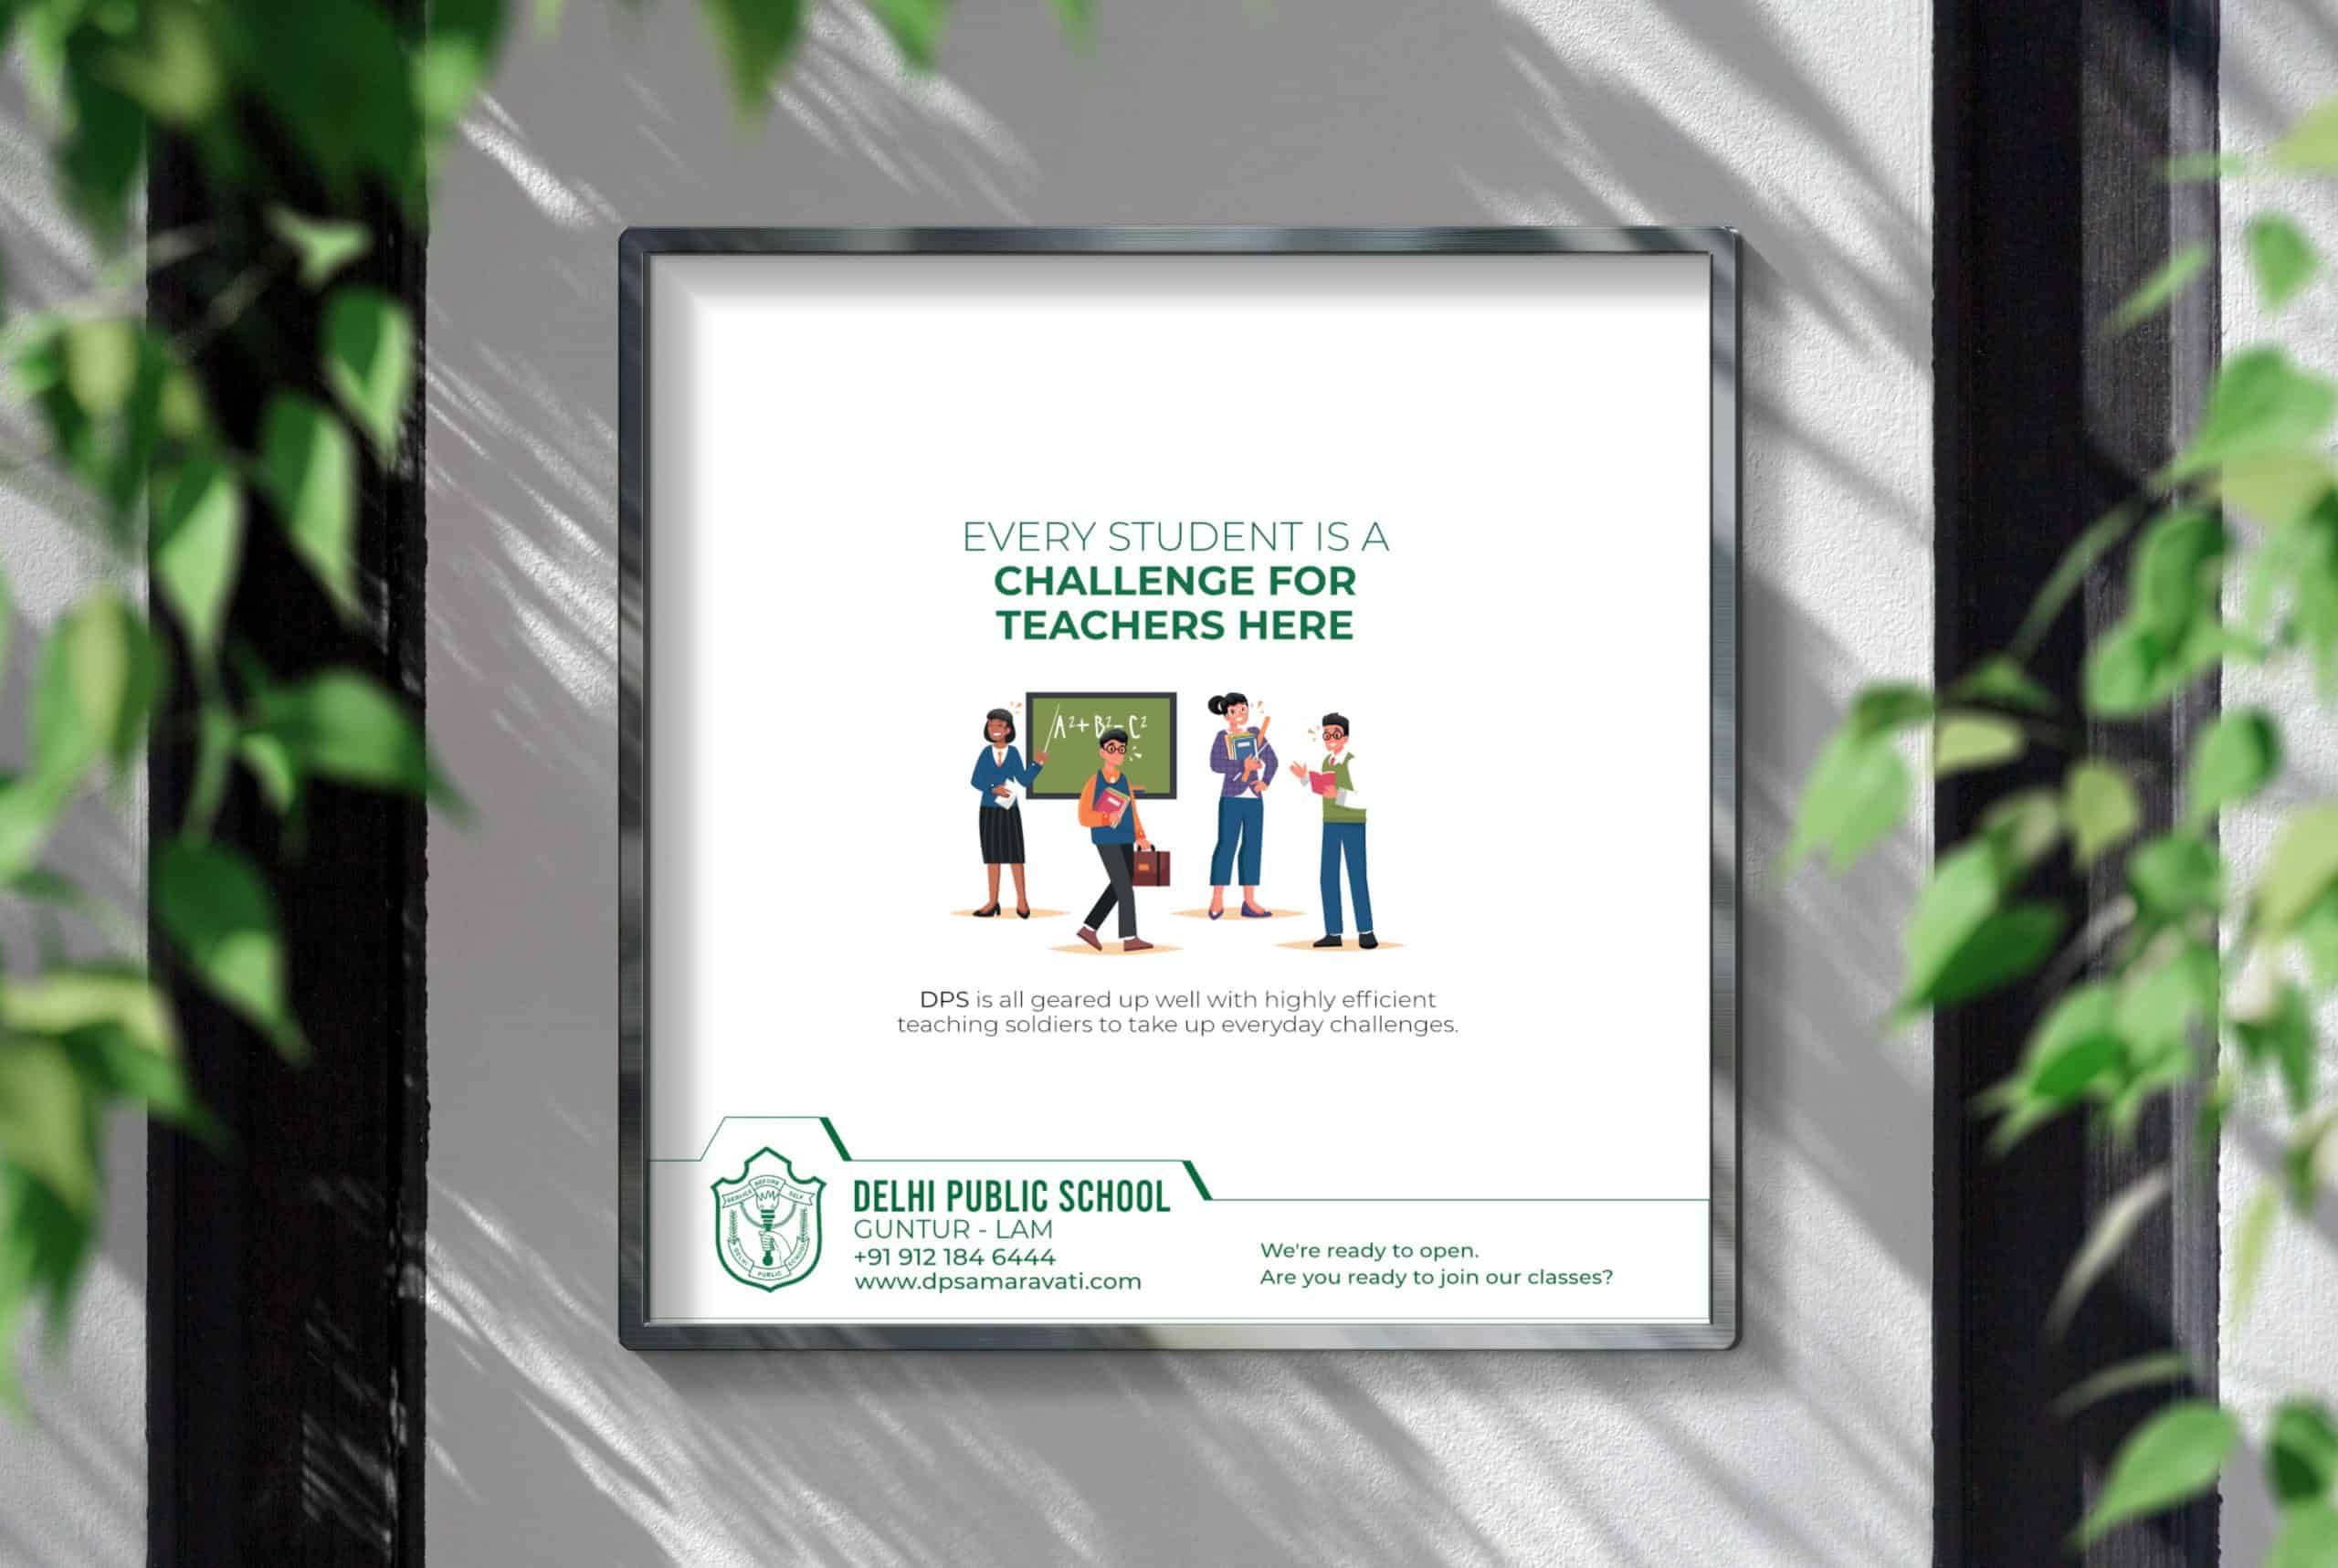 EVERY STUDENT IS A
CHALLENGE FOR
TEACHERS HERE
A²+ B²= C²
DPS is all geared up well with highly efficient
teaching soldiers to take up everyday challenges.
SERVICE BEFORE SELF
DELHI PUBLIC SCHOOL
DELHI PUBLIC SCHOOL
GUNTUR - LAM
+91 912 184 6444
www.dpsamaravati.com
We're ready to open.
Are you ready to join our classes?